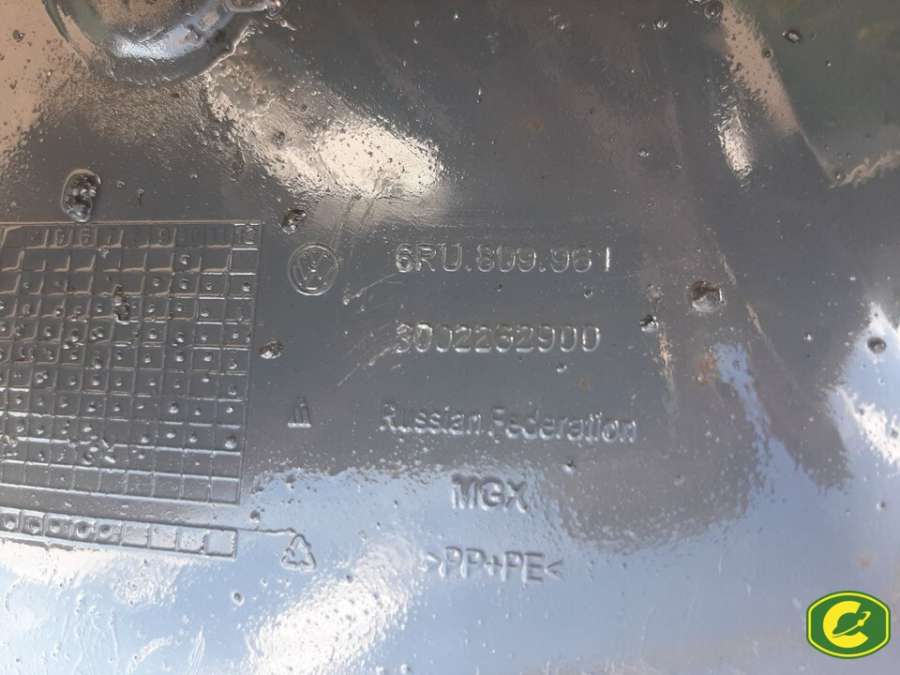 6RU.809.961
3002262900
Russian Federation
MGX
>PP+PE<